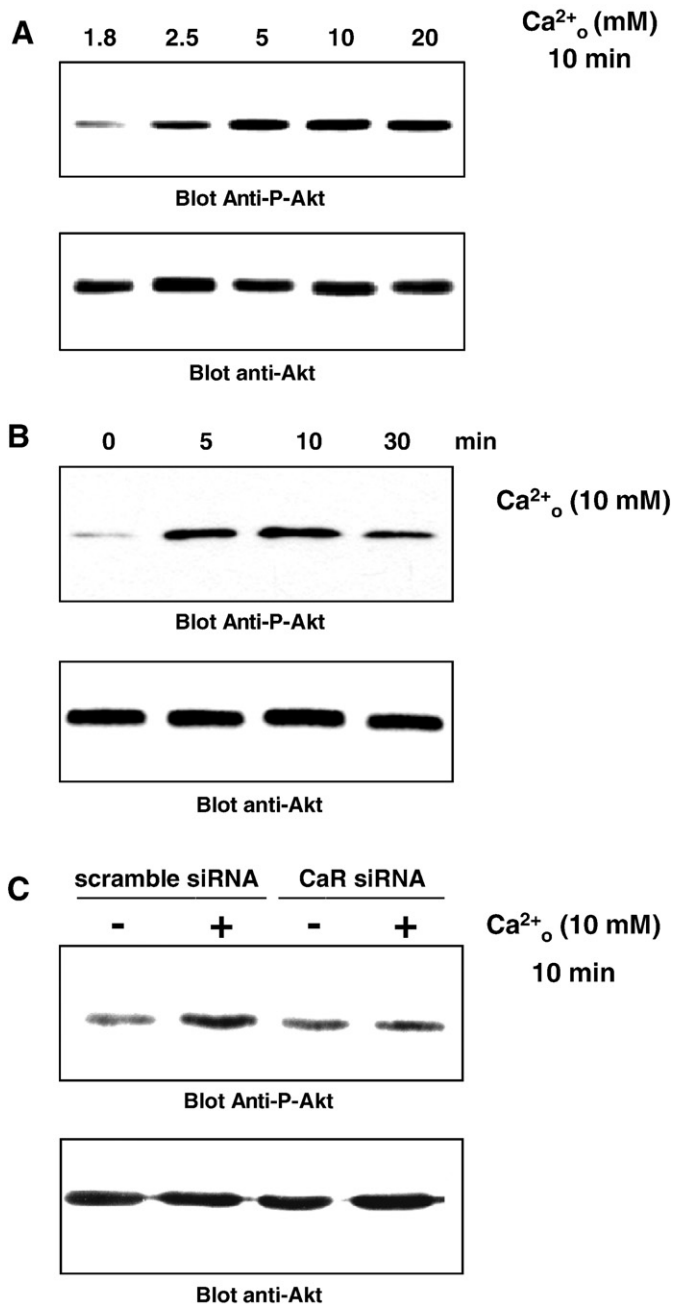 A
1.8 2.5 5 10 20
Ca²⁺ₒ (mM)
10 min
Blot Anti-P-Akt
Blot anti-Akt
B
0 5 10 30 min
Ca²⁺ₒ (10 mM)
Blot Anti-P-Akt
Blot anti-Akt
C
scramble siRNA CaR siRNA
- + - +
Ca²⁺ₒ (10 mM)
10 min
Blot Anti-P-Akt
Blot anti-Akt